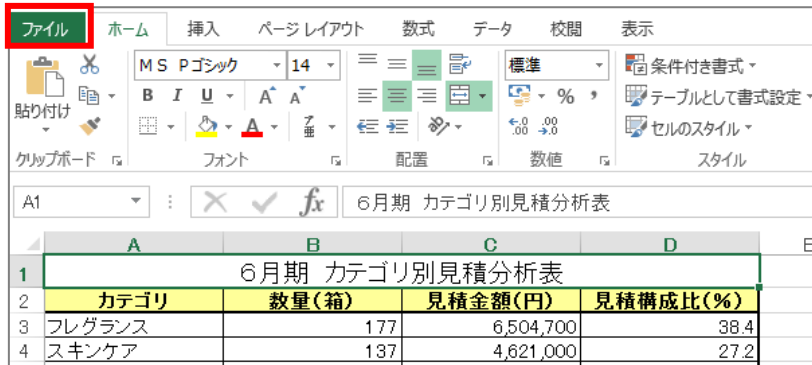 ファイル ホーム 挿入 ページ レイアウト 数式 データ 校閲 表示
ＭＳ Ｐゴシック 14 標準 条件付き書式
貼り付け B I U A A % , テーブルとして書式設定
A ア亜 .00 .00 セルのスタイル
クリップボード フォント 配置 数値 スタイル
A1 fx ６月期 カテゴリ別見積分析表
A B C D E
1 ６月期 カテゴリ別見積分析表
2 カテゴリ 数量(箱) 見積金額(円) 見積構成比(%)
3 フレグランス 177 6,504,700 38.4
4 スキンケア 137 4,621,000 27.2